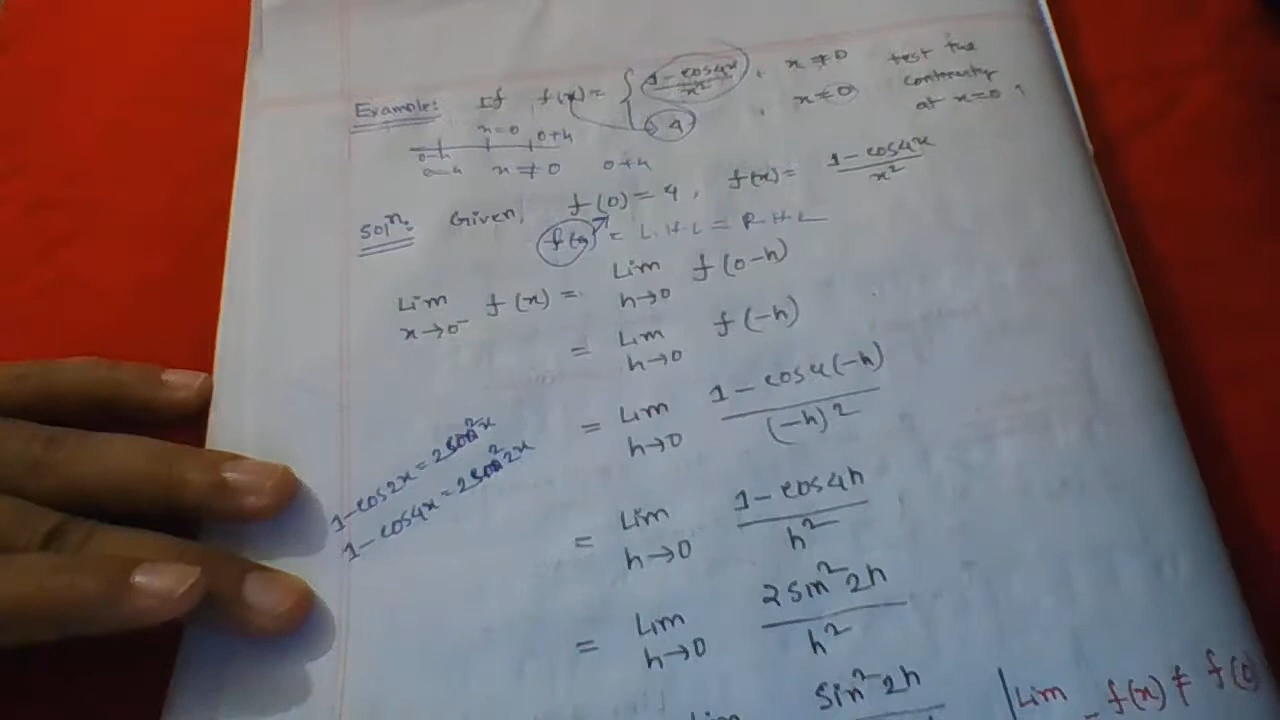 Example: If f(x) = { 1-cos4x / x² , x ≠ 0 test the
4 , x = 0 continuity at x=0,
x=0 0+h
0-h
x ≠ 0 0+h
Solⁿ: Given, f(0) = 4, f(x) = 1-cos4x / x²
= L.H.L = R.H.L
Lim x→0⁻ f(x) = Lim h→0 f(0-h)
= Lim h→0 f(-h)
= Lim h→0 1-cos4(-h) / (-h)²
1-cos2x = 2sin²x
1-cos4x = 2sin²2x
= Lim h→0 1-cos4h / h²
= Lim h→0 2sin²2h / h²
Lim sin²2h
Lim f(x) ≠ f(0)